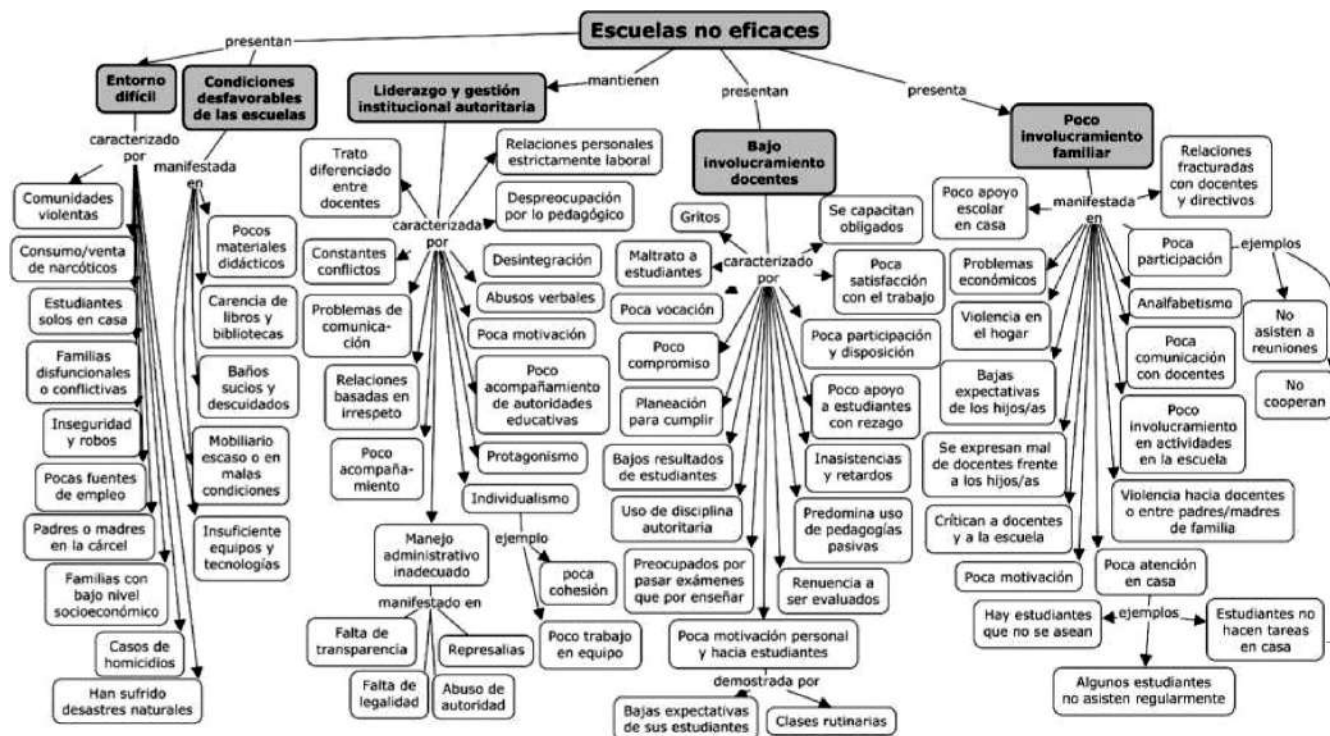 Escuelas no eficaces
presentan
Entorno
difícil
caracterizado
por
Comunidades
violentas
Consumo/venta
de narcóticos
Estudiantes
solos en casa
Familias
disfuncionales
o conflictivas
Inseguridad
y robos
Pocas fuentes
de empleo
Padres o madres
en la cárcel
Familias con
bajo nivel
socioeconómico
Casos de
homicidios
Han sufrido
desastres naturales
Condiciones
desfavorables
de las escuelas
manifestada
en
Pocos
materiales
didácticos
Carencia de
libros y
bibliotecas
Baños
sucios y
descuidados
Mobiliario
escaso o en
malas
condiciones
Insuficiente
equipos y
tecnologías
mantienen
Liderazgo y gestión
institucional autoritaria
caracterizada
por
Trato
diferenciado
entre
docentes
Relaciones personales
estrictamente laboral
Despreocupación
por lo pedagógico
Constantes
conflictos
Desintegración
Abusos verbales
Problemas de
comunica-
ción
Poca motivación
Relaciones
basadas en
irrespeto
Poco
acompañamiento
de autoridades
educativas
Poco
acompaña-
miento
Protagonismo
Individualismo
ejemplo
poca
cohesión
Poco trabajo
en equipo
Manejo
administrativo
inadecuado
manifestado en
Falta de
transparencia
Represalias
Falta de
legalidad
Abuso de
autoridad
presentan
Bajo
involucramiento
docentes
caracterizado
por
Gritos
Se capacitan
obligados
Maltrato a
estudiantes
Poca
satisfacción
con el trabajo
Poca vocación
Poca participación
y disposición
Poco
compromiso
Poco apoyo
a estudiantes
con rezago
Planeación
para cumplir
Bajos resultados
de estudiantes
Inasistencias
y retardos
Uso de disciplina
autoritaria
Predomina uso
de pedagogías
pasivas
Preocupados por
pasar exámenes
que por enseñar
Renuencia a
ser evaluados
Poca motivación personal
y hacia estudiantes
demostrada por
Bajas expectativas
de sus estudiantes
Clases rutinarias
presenta
Poco
involucramiento
familiar
manifestada
en
Poco apoyo
escolar
en casa
Relaciones
fracturadas
con docentes
y directivos
Problemas
económicos
Poca
participación
ejemplos
No
asisten a
reuniones
No
cooperan
Violencia en
el hogar
Analfabetismo
Bajas
expectativas
de los hijos/as
Poca
comunicación
con docentes
Se expresan mal
de docentes frente
a los hijos/as
Poco
involucramiento
en actividades
en la escuela
Crítican a docentes
y a la escuela
Violencia hacia docentes
o entre padres/madres
de familia
Poca motivación
Poca atención
en casa
ejemplos
Hay estudiantes
que no se asean
Estudiantes no
hacen tareas
en casa
Algunos estudiantes
no asisten regularmente